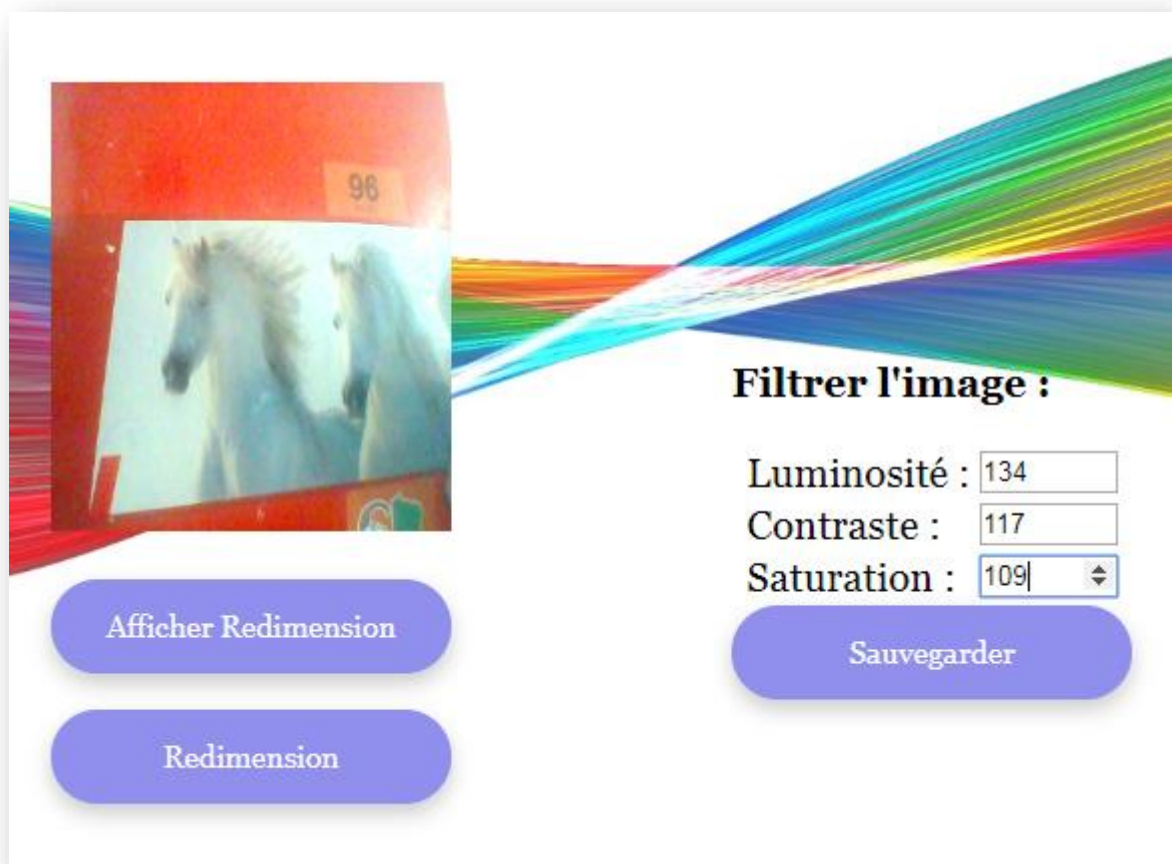 96
Filtrer l'image :
Luminosité : 134
Contraste : 117
Saturation : 109
Afficher Redimension
Sauvegarder
Redimension